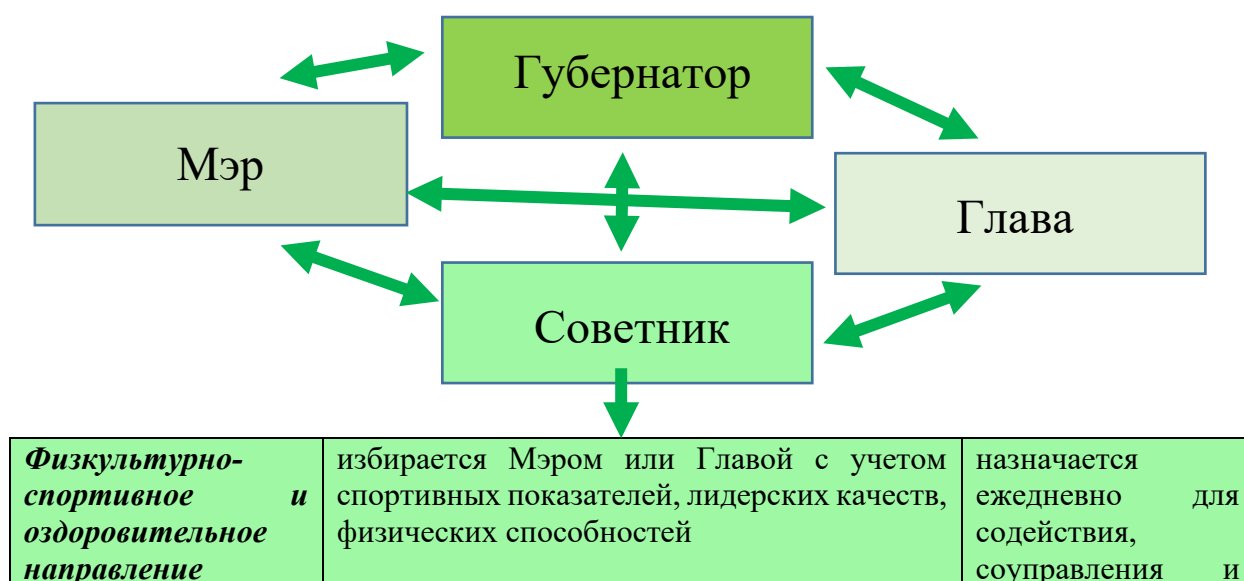 Губернатор
Мэр
Глава
Советник
Физкультурно-
спортивное и
оздоровительное
направление
избирается Мэром или Главой с учетом
спортивных показателей, лидерских качеств,
физических способностей
назначается
ежедневно для
содействия,
соуправления и